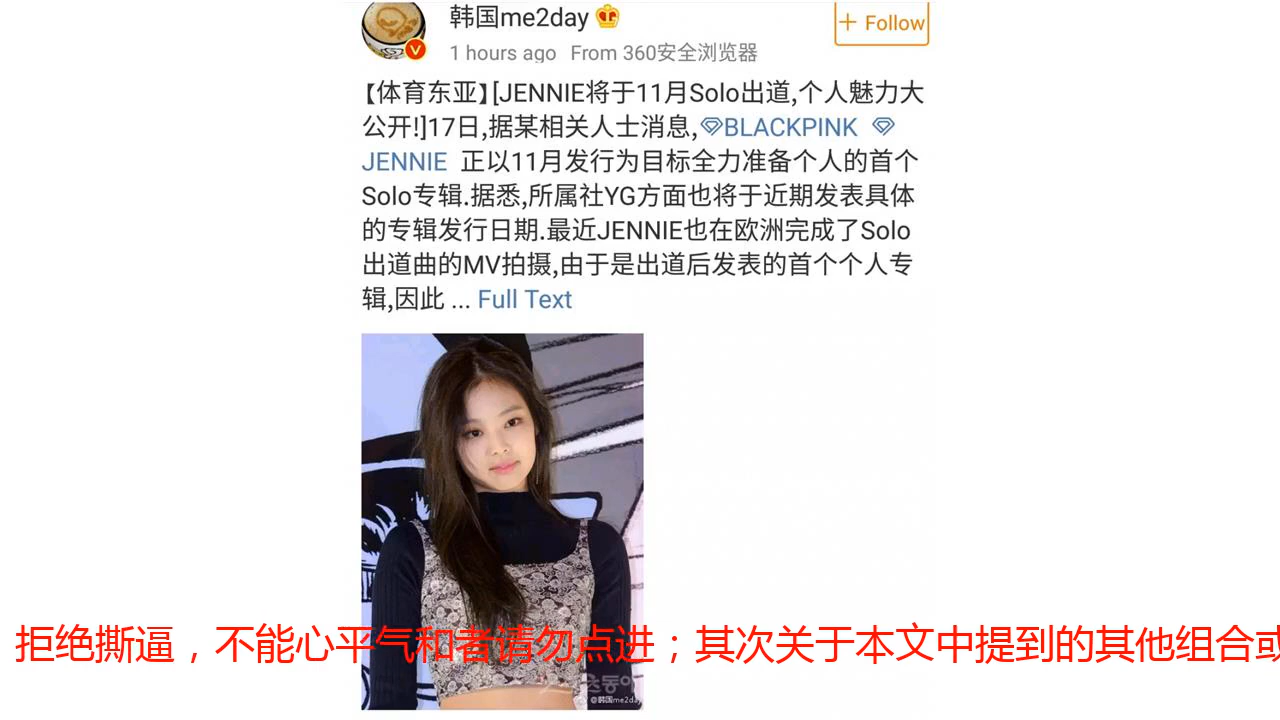 韩国me2day
+ Follow
1 hours ago From 360安全浏览器
【体育东亚】[JENNIE将于11月Solo出道,个人魅力大
公开!]17日,据某相关人士消息,BLACKPINK
JENNIE 正以11月发行为目标全力准备个人的首个
Solo专辑.据悉,所属社YG方面也将于近期发表具体
的专辑发行日期.最近JENNIE也在欧洲完成了Solo
出道曲的MV拍摄,由于是出道后发表的首个个人专
辑,因此 ... Full Text
拒绝撕逼，不能心平气和者请勿点进；其次关于本文中提到的其他组合或
@韩国me2day